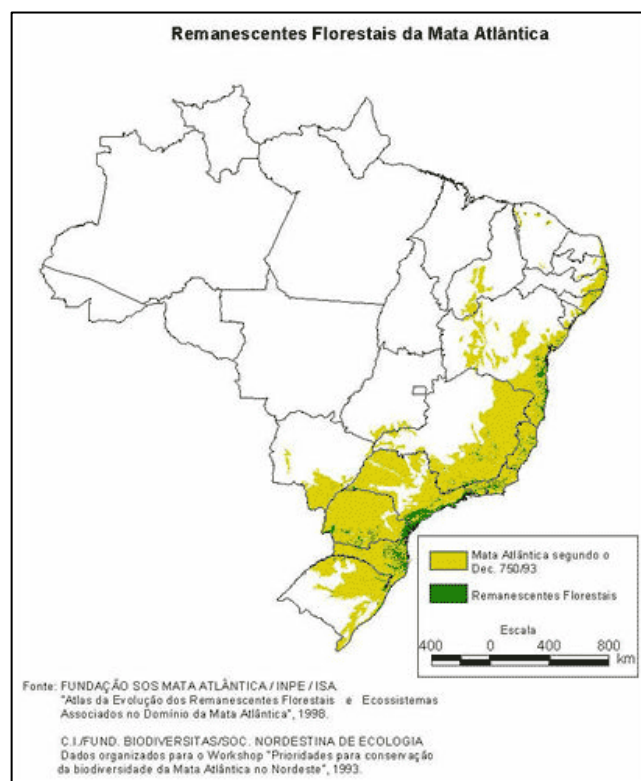 Remanescentes Florestais da Mata Atlântica
Mata Atlântica segundo o
Dec. 750/93
Remanescentes Florestais
Escala
400 0 400 800
km
Fonte: FUNDAÇÃO SOS MATA ATLÂNTICA / INPE / ISA.
"Atlas da Evolução dos Remanescentes Florestais e Ecossistemas
Associados no Domínio da Mata Atlântica", 1998.
C.I./FUND. BIODIVERSITAS/SOC. NORDESTINA DE ECOLOGIA
Dados organizados para o Workshop "Prioridades para conservação
da biodiversidade da Mata Atlântica no Nordeste", 1993.